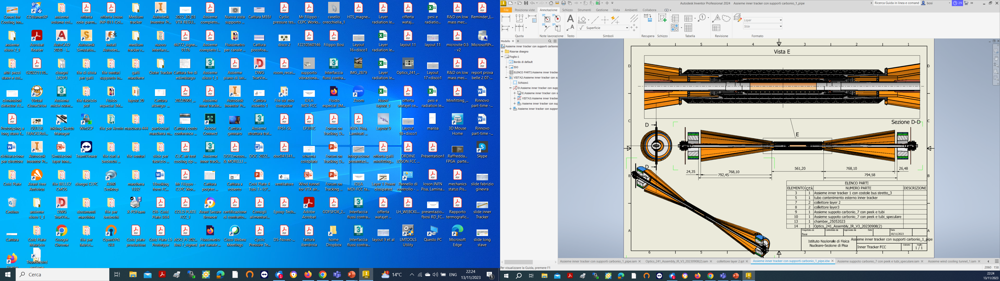 Cones for
Cooling Inn...
CDBurnerXP
assieme
volume col...
offerta
cole-parm...
offerta loson
INP-011-Col...
Medium
tracker
Autodesk
Inventor Pr...
2022_10_03
VTX REGU...
Assieme
completo...
Nuova vista
supporto ...
Cattura M55J
Cyclic
pressure tes...
Mr Filippo -
CEPC Works...
casello
orecchiella_1
HTS_magne...
Layer
radiation le...
offerta
wataj...
pesi e
radiatio...
R&D on low
mass mec...
Reminder_L...
assieme
disco 2_1
Acrobat
Reader
AutoCAD
2020 - I...
Autodesk
Simulatio...
Install
Autodes...
medium
tracker r...
nuovo
interfacc...
46772_signe...
9176
Assieme
completo l...
Flussimetro
per canale ...
Cattura
pocofoa...
disco 2
F2210560146
Filippo Bosi
Layout
16+disco1
Layer
radiation le...
layout 11
layout 11
microvite 0.5
- v2
MicrosoftPr...
altri pezzi
stave e col...
G20221110...
disegni
LN2P3
file di silvia
per galli
file venturi
supporto in...
galli
maschere
Outer Tracker
Cattura fee di
edimburgo
Assieme
disco 1_1
Assieme
piano di lav...
DWG
TrueVie...
room_recei...
supporto
vibraziona...
Interfaccia
flussi contra...
IMG_2879
Layer
radiation le...
Optics_241_...
Layout
17+disco1
R&D on low
mass mec...
report prova
belle 2 07-...
dimensioni
detector AT...
Virtual
CloneDrive
Assieme
midle outer...
file fabrizio
pdf
Fluido
especial 3M...
layout 20
Cattura
albergo _...
20220901_...
Assieme
inner tracke...
Autodesk
Inventor Pr...
Cattura
roberto 1
File sul mio
computer
IDEA
MDI-FCC
Fluido
especial 3M...
Zoom
Nuovi
layout_1
offerta
watajet ce...
pesi e
radiation le...
Minifitting_...
Rinnovo
part-time -...
Prototyping a
long stave f...
OUTER
TRACKERsli...
Inkling Sketch
Manager
WinSCP
file per Armin
maschera 444
particolari
maschera m...
Cattura costo
conference ...
Adobe
Connect
Cattura
gennaro
Assieme
struttura tral...
FP51-SL
EP30TC
Forum on
Tracking D...
INFN Pisa,
Laminati ...
Layout 9
Layout
18+disco1
marisa
3D Mouse
Home
Rinnovo
part-time -...
dichiarazione
per direttore
Autodesk
Inventor Pr...
Simulazioni
layer Inne...
TeamViewer
file dati a
bedeschi ...
file venturi
slide per
fabrizio ...
CLIC air test
cooling dp-...
Assieme
inner track...
DDTEmesso...
& MORELLI ...
DOC-2022...
doc041341...
schema
coldplate
Forum on
Tracking D...
integrazione
presentazi...
offerta galli
minifitting...
ORDINE
LOSON FCC ...
Présentation1
Raffredda...
FPGA parte...
Skype
Cold Plate
Avast Free
Antivirus
file BELLE2
CMOS
disegni CEPC
A360
Desktop
maschera
1332
1Booking
form FC...
Mr Filippo -
CEPC Wor...
Cattura
polytec ...
Cattura x
roberto
Cold Plate 4
Tubi T=15°...
ventilatore
Wind tunnel
for VTX air...
Forum on
Tracking ...
IDEA
MDI-FCC ta...
Layer 1 Power
dissipated
Pannello di
controllo - ...
loson INFN
Pisa, Lamina...
mechanics
status Pis...
slide fabrizio
ginevra
Cestino
assieme
disco 1_1
DWG
TrueVie...
documenti
macchina
file per
bedeschi
X-PDFsam
OB- Cold
Plate 3&4
COLD PLATE
FCC_1
Avast Secure
Browser
certificazione
di contratto...
Consigli
alimentari...
Epoxy-Tech...
Adobe
Acrobat
GDFSFOX_2...
Interfaccia
flussi contra...
offerta
watajet ...
LH_WEBCKI...
presentazio...
fbosi RD_FC...
Rapporto
termografic...
slide inner
Tracker
Cattura
Cold Plate
Maurizio
Google
Chrome
file per
fabrizi...
OpenVPN
GUI
Cold plate
production
Cold Plate L5
Prototype
AOO_PI-202...
Bosi F_signed
Flussimetro
per canale ...
Cisco Webex
Meetings
Cyclic
Pressure Te...
DS-Novec-...
fattura
iberdrola
home
Dropbox
Interfaccia
flussi contra...
layout 9 et al
LMTOOLS
Utility
Questo PC
Microsoft
Edge
slide long
stave
Firefox
Thunderbird
assieme
Cerca
14°C
ENG
22:24
13/11/2023
Autodesk Inventor Professional 2024 Assieme inner tracker con supporti carbonio_1_pipe
Ricerca Guida in linea e comand
bosi
29
File
Posiziona viste
Annotazione
Schizzo
Strumenti
Gestione
Vista
Ambienti
Collabora
Superficie
Layer
Stile
Quota
Note lavorazione
Testo
Simboli
Recupera
Schizzo
Tabella
Revisione
Formato
Modello
Assieme inner tracker con supporti carbonio
Risorse disegno
Foglio:1
Bordo di default
ISO
ELENCO PARTI:Assieme inner tracker
VISTA2:Assieme inner tracker con su
Schizzo1
D:Assieme inner tracker con suppor
E:Assieme inner tracker con s
VISTA3:Assieme inner tracker
Assieme inner tracker con sup
Assieme inner tracker con suppor
6 5 4 3 2 1
Vista E
D D
C C
Sezione D-D
D
E
D
24,35
768,10
792,45
561,20
768,10
794,58
26,48
B B
ELENCO PARTI
ELEMENTO QTÀ NUMERO PARTE DESCRIZIONE
3 1 Assieme inner tracker 1 con costole bus stretto_3
5 1 tubo contenimento esterno inner tracker
7 2 collettore layer 2
8 2 collettore layer3
9 1 Assieme suppoto carbonio_7 con peek e tubi
10 1 Assieme suppoto carbonio_7 con peek e tubi_speculare
13 1 chamber_25052023
14 1 Optics_241_Assembly_IR_V3_20230908(2)
A A
Progettato da Controllato da Approvato da Data Data
fbosi 10/11/2023
Istituto Nazionale di Fisica
Nucleare-Sezione di Pisa
Assieme inner tracker con supporti carbonio_1_pipe
Inner Tracker FCC
Edizione
Foglio
1 / 1
6 5 3 2 1
Assieme inner tracker con supporti carbonio_1_pipe.iam
Optics_241_Assembly_IR_V3_20230908(2).iam
collettore layer 2.ipt
Assieme inner tracker con supporti carbonio_1_pipe.idw
Assieme suppoto carbonio_7 con peek e tubi_speculare.iam
Assieme wind cooling tunnel_1.iam
Per visualizzare la Guida, premere F1
2060 158
22:24
13/11/2023